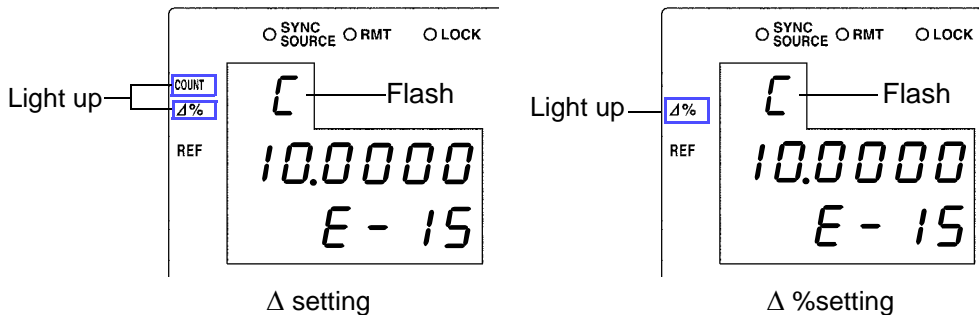 SYNC SOURCE RMT LOCK
COUNT
Δ%
Light up
C
Flash
REF
10.0000
E - 15
Δ setting
SYNC SOURCE RMT LOCK
Light up
Δ%
C
Flash
REF
10.0000
E - 15
Δ %setting